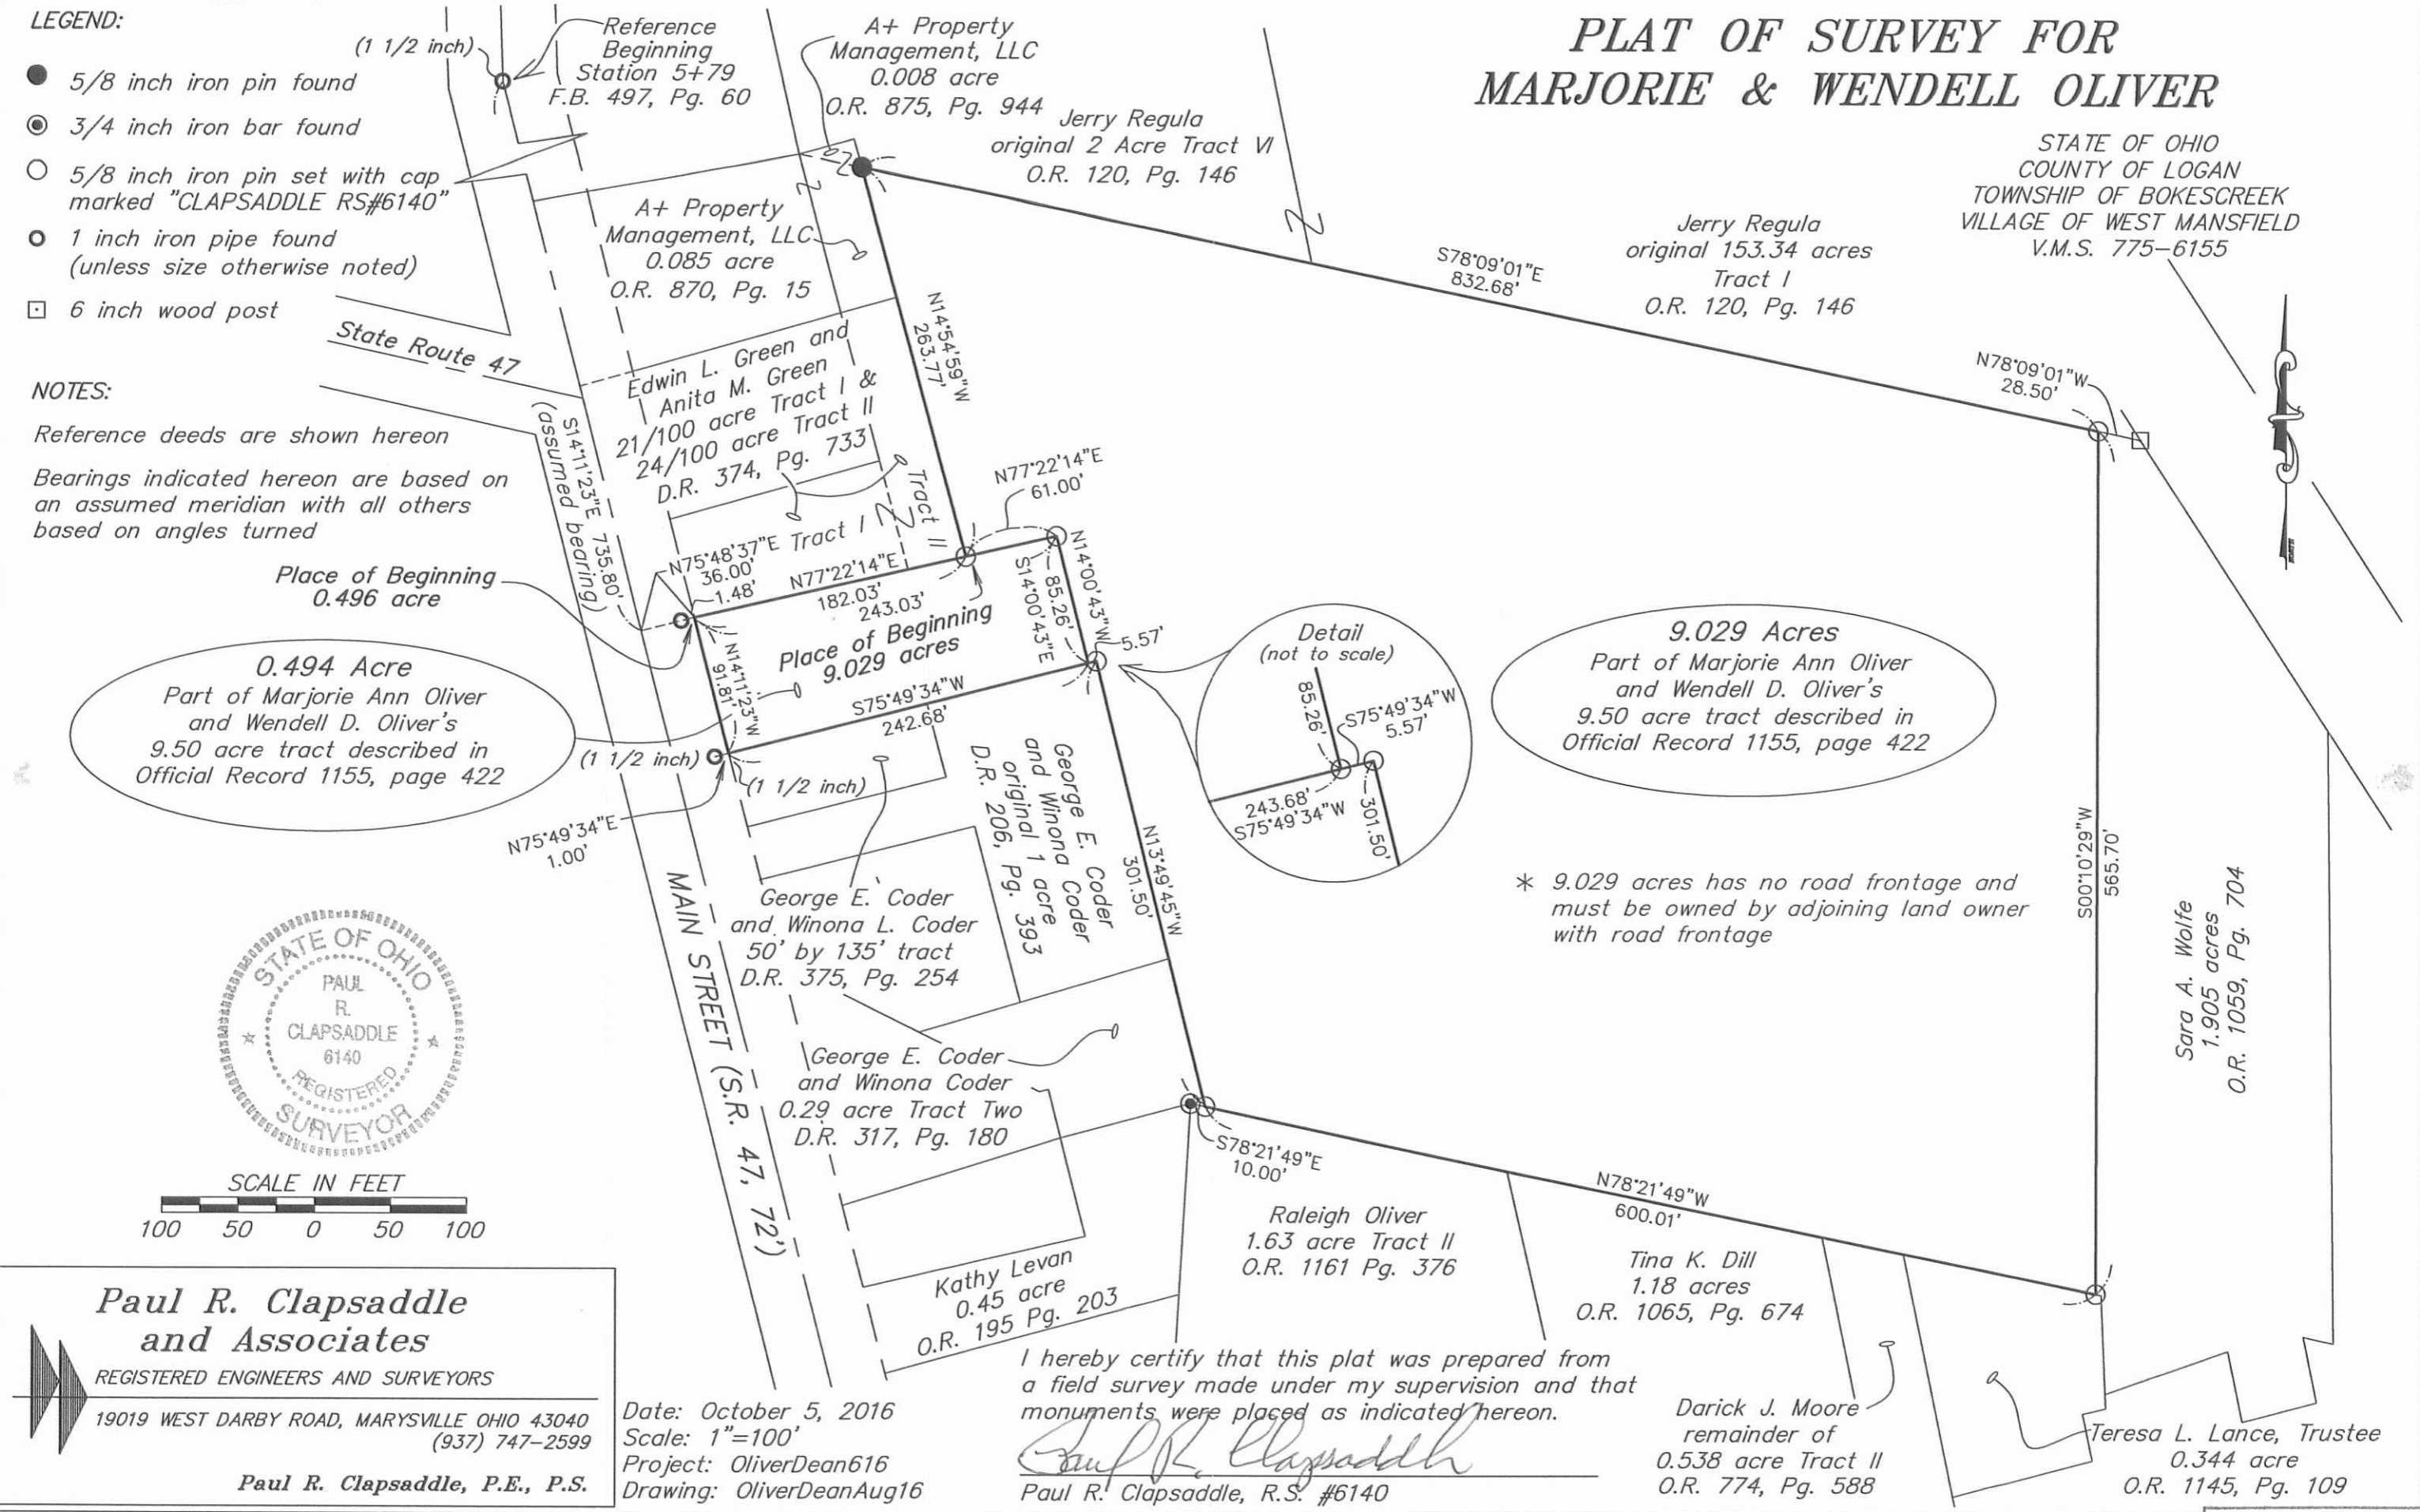 PLAT OF SURVEY FOR
MARJORIE & WENDELL OLIVER
STATE OF OHIO
COUNTY OF LOGAN
TOWNSHIP OF BOKESCREEK
VILLAGE OF WEST MANSFIELD
V.M.S. 775-6155
LEGEND:
5/8 inch iron pin found
3/4 inch iron bar found
5/8 inch iron pin set with cap
marked "CLAPSADDLE RS#6140"
1 inch iron pipe found
(unless size otherwise noted)
6 inch wood post
NOTES:
Reference deeds are shown hereon
Bearings indicated hereon are based on
an assumed meridian with all others
based on angles turned
(1 1/2 inch)
Reference
Beginning
Station 5+79
F.B. 497, Pg. 60
A+ Property
Management, LLC
0.008 acre
O.R. 875, Pg. 944
Jerry Regula
original 2 Acre Tract VI
O.R. 120, Pg. 146
A+ Property
Management, LLC
0.085 acre
O.R. 870, Pg. 15
Jerry Regula
original 153.34 acres
Tract I
O.R. 120, Pg. 146
S78°09'01"E
832.68'
N78°09'01"W
28.50'
State Route 47
Edwin L. Green and
Anita M. Green
21/100 acre Tract I &
24/100 acre Tract II
D.R. 374, Pg. 733
N14°54'59"W
263.77'
S14°11'23"E 735.80'
(assumed bearing)
Tract I
Tract II
N77°22'14"E
61.00'
N75°48'37"E
36.00'
1.48'
N77°22'14"E
182.03'
243.03'
Place of Beginning
0.496 acre
Place of Beginning
9.029 acres
N14°00'43"W
85.26'
S14°00'43"E
5.57'
N14°11'23"W
91.81'
S75°49'34"W
242.68'
0.494 Acre
Part of Marjorie Ann Oliver
and Wendell D. Oliver's
9.50 acre tract described in
Official Record 1155, page 422
(1 1/2 inch)
(1 1/2 inch)
N75°49'34"E
1.00'
Detail
(not to scale)
85.26'
S75°49'34"W
5.57'
243.68'
S75°49'34"W
301.50'
9.029 Acres
Part of Marjorie Ann Oliver
and Wendell D. Oliver's
9.50 acre tract described in
Official Record 1155, page 422
* 9.029 acres has no road frontage and
must be owned by adjoining land owner
with road frontage
George E. Coder
and Winona Coder
original 1 acre
D.R. 206, Pg. 393
N13°49'45"W
301.50'
S00°10'29"W
565.70'
Sara A. Wolfe
1.905 acres
O.R. 1059, Pg. 704
MAIN STREET (S.R. 47, 72')
George E. Coder
and Winona L. Coder
50' by 135' tract
D.R. 375, Pg. 254
George E. Coder
and Winona Coder
0.29 acre Tract Two
D.R. 317, Pg. 180
S78°21'49"E
10.00'
N78°21'49"W
600.01'
Raleigh Oliver
1.63 acre Tract II
O.R. 1161 Pg. 376
Tina K. Dill
1.18 acres
O.R. 1065, Pg. 674
Kathy Levan
0.45 acre
O.R. 195 Pg. 203
Darick J. Moore
remainder of
0.538 acre Tract II
O.R. 774, Pg. 588
Teresa L. Lance, Trustee
0.344 acre
O.R. 1145, Pg. 109
STATE OF OHIO
PAUL
R.
CLAPSADDLE
6140
REGISTERED
SURVEYOR
SCALE IN FEET
100 50 0 50 100
Paul R. Clapsaddle
and Associates
REGISTERED ENGINEERS AND SURVEYORS
19019 WEST DARBY ROAD, MARYSVILLE OHIO 43040
(937) 747-2599
Paul R. Clapsaddle, P.E., P.S.
Date: October 5, 2016
Scale: 1"=100'
Project: OliverDean616
Drawing: OliverDeanAug16
I hereby certify that this plat was prepared from
a field survey made under my supervision and that
monuments were placed as indicated hereon.
Paul R. Clapsaddle
Paul R. Clapsaddle, R.S. #6140